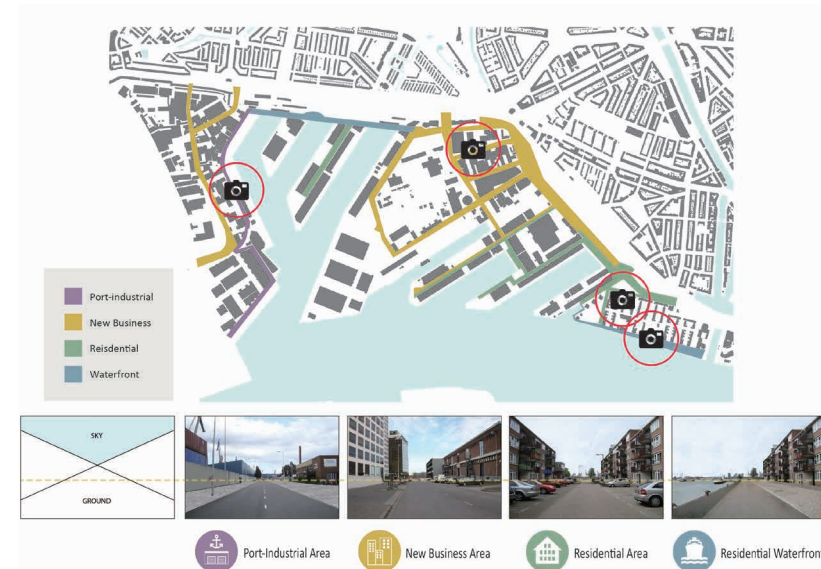 Port-industrial
New Business
Reisdential
Waterfront
SKY
GROUND
Port-Industrial Area
New Business Area
Residential Area
Residential Waterfront